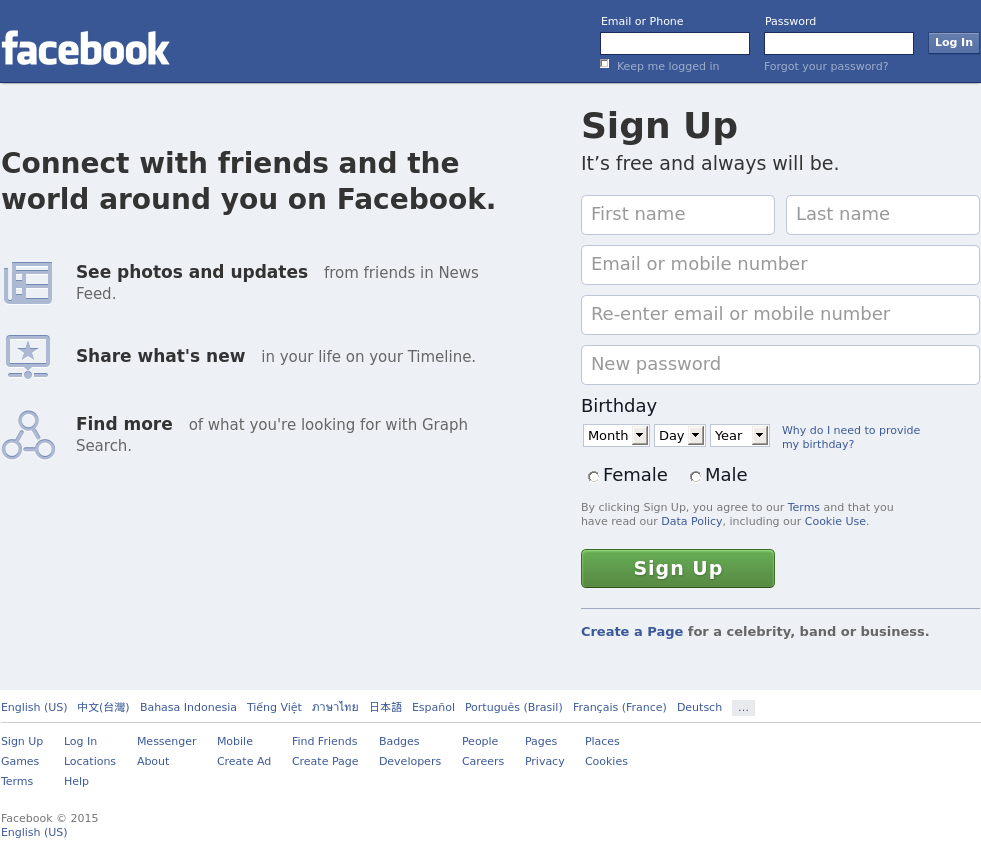 facebook
Email or Phone
Password
Log In
Keep me logged in
Forgot your password?
Connect with friends and the
world around you on Facebook.
See photos and updates from friends in News
Feed.
Share what's new in your life on your Timeline.
Find more of what you're looking for with Graph
Search.
Sign Up
It’s free and always will be.
First name
Last name
Email or mobile number
Re-enter email or mobile number
New password
Birthday
Month Day Year
Why do I need to provide
my birthday?
Female Male
By clicking Sign Up, you agree to our Terms and that you
have read our Data Policy, including our Cookie Use.
Sign Up
Create a Page for a celebrity, band or business.
English (US) 中文(台灣) Bahasa Indonesia Tiếng Việt ภาษาไทย 日本語 Español Português (Brasil) Français (France) Deutsch ...
Sign Up Log In Messenger Mobile Find Friends Badges People Pages Places
Games Locations About Create Ad Create Page Developers Careers Privacy Cookies
Terms Help
Facebook © 2015
English (US)